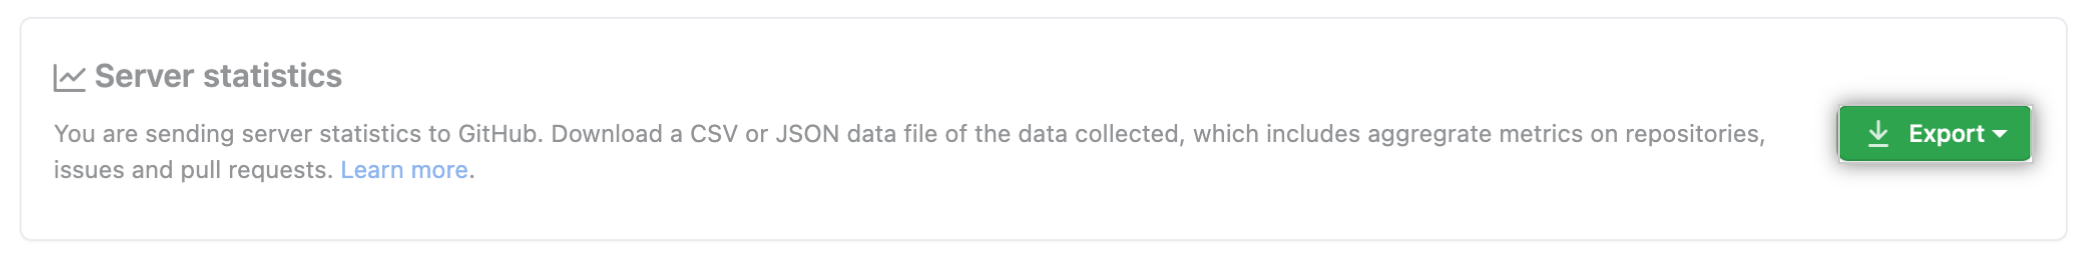 Server statistics
You are sending server statistics to GitHub. Download a CSV or JSON data file of the data collected, which includes aggregrate metrics on repositories,
issues and pull requests. Learn more.
Export